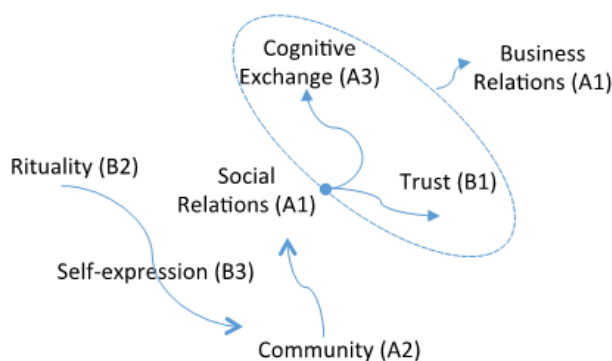 Cognitive
Exchange (A3)
Business
Relations (A1)
Rituality (B2)
Social
Relations (A1)
Trust (B1)
Self-expression (B3)
Community (A2)